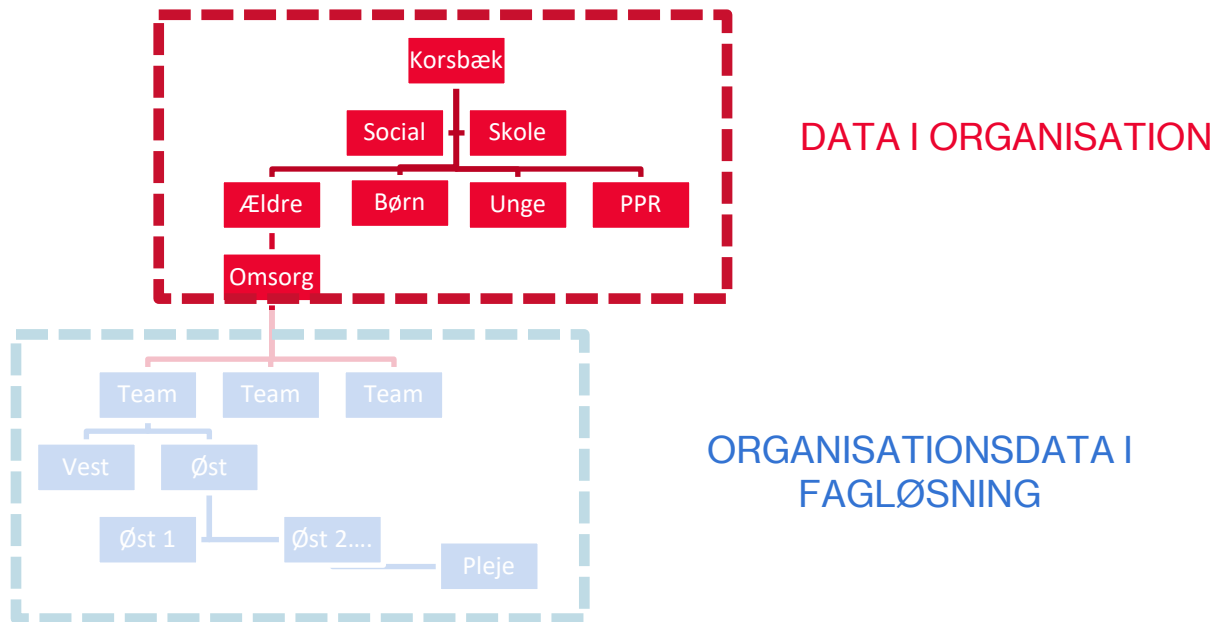 Korsbæk
Social
Skole
DATA I ORGANISATION
Ældre
Børn
Unge
PPR
Omsorg
Team
Team
Team
Vest
Øst
ORGANISATIONSDATA I
FAGLØSNING
Øst 1
Øst 2....
Pleje